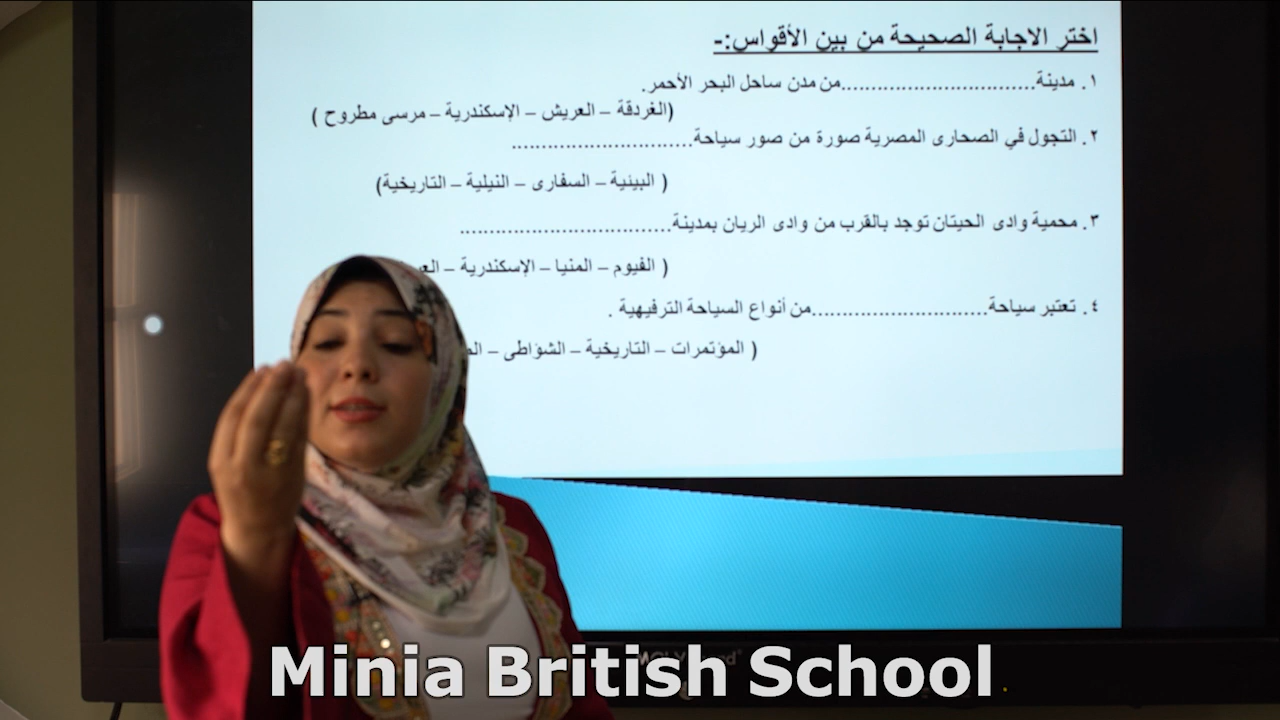 اختر الاجابة الصحيحة من بين الأقواس:-
١. مدينة................................من مدن ساحل البحر الأحمر.
(الغردقة – العريش – الإسكندرية – مرسى مطروح )
٢. التجول في الصحارى المصرية صورة من صور سياحة..............................
( البيئية – السفارى – النيلية – التاريخية)
٣. محمية وادى الحيتان توجد بالقرب من وادى الريان بمدينة...................................
( الفيوم – المنيا – الإسكندرية –
٤. تعتبر سياحة.............................من أنواع السياحة الترفيهية .
( المؤتمرات – التاريخية – الشؤاطى –
Minia British School